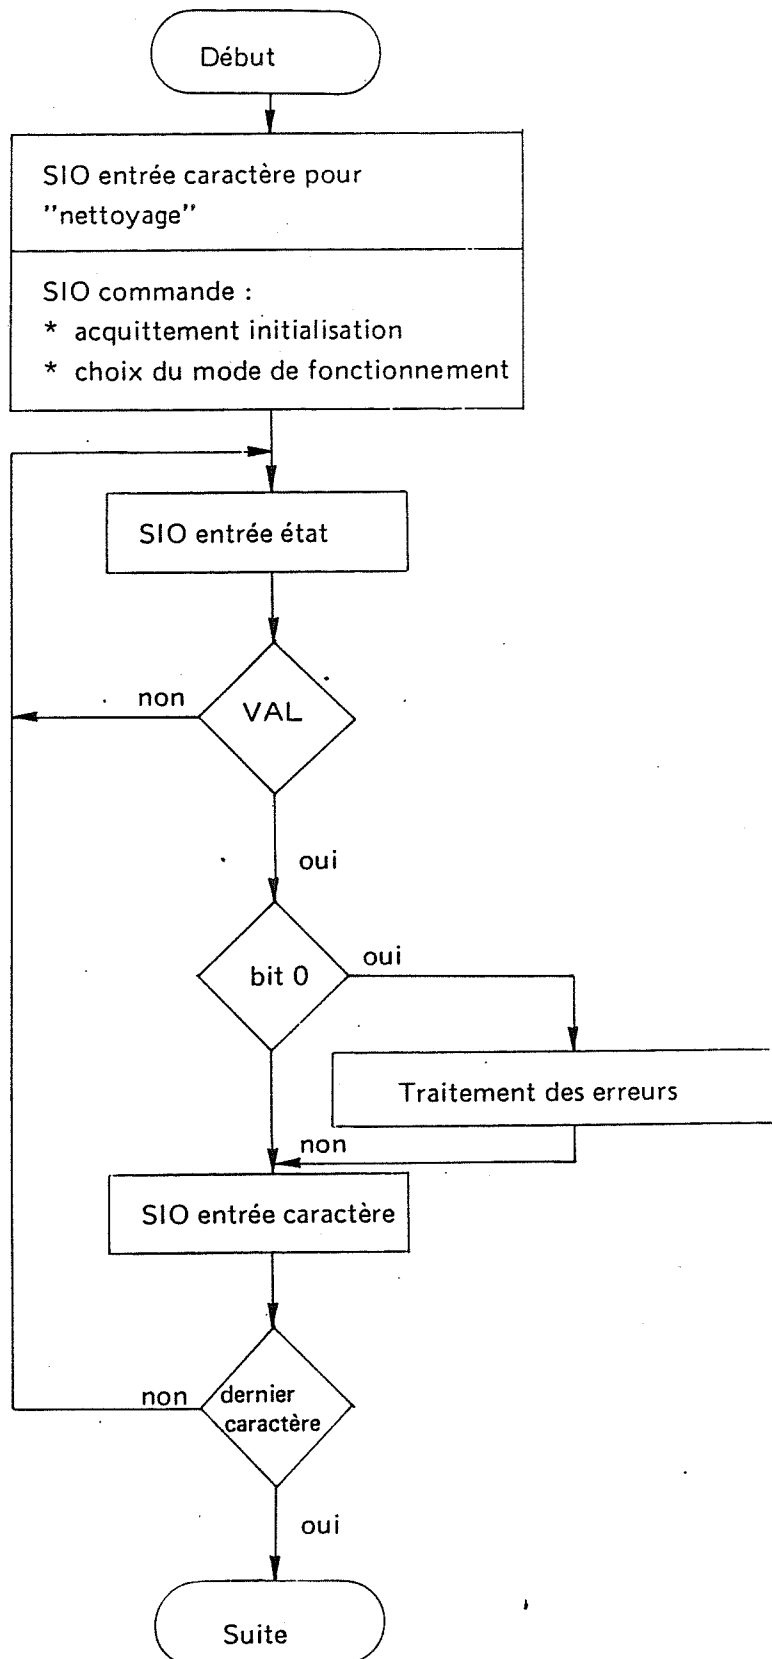 Début
SIO entrée caractère pour
"nettoyage"
SIO commande :
* acquittement initialisation
* choix du mode de fonctionnement
SIO entrée état
non
VAL
oui
bit 0
oui
Traitement des erreurs
non
SIO entrée caractère
non
dernier
caractère
oui
Suite